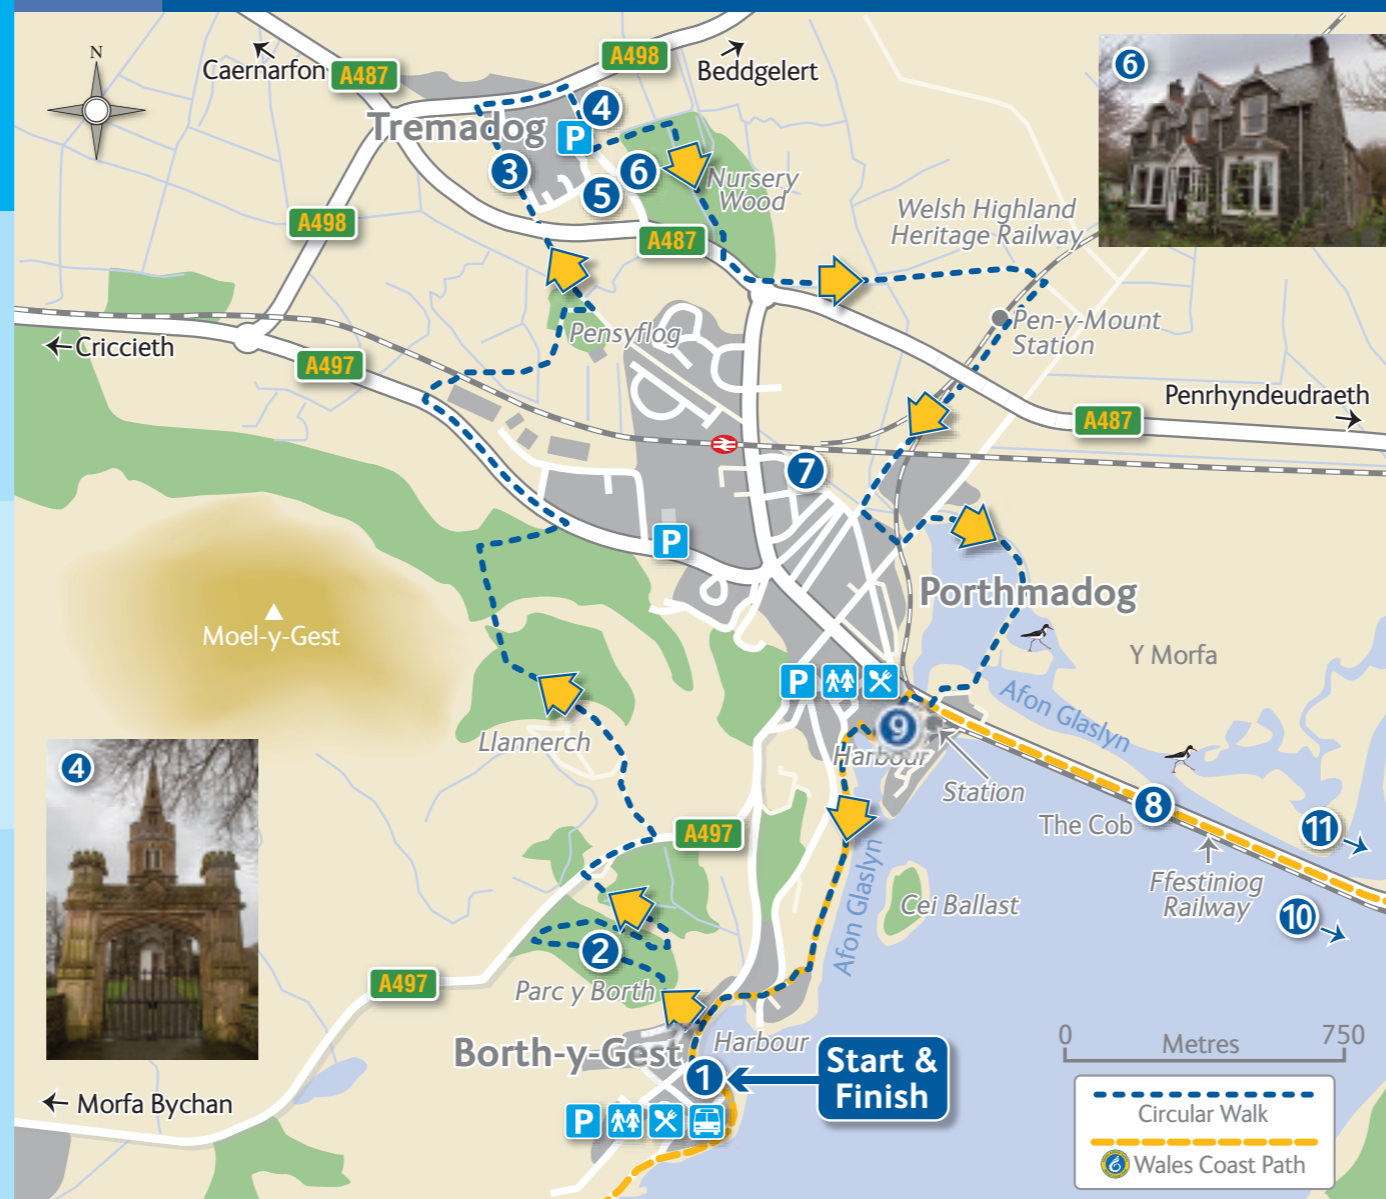 N
Caernarfon
A487
A498
Beddgelert
6
Tremadog
P
4
3
6
5
Nursery
Wood
A498
A487
Welsh Highland
Heritage Railway
Criccieth
Pensyflog
Pen-y-Mount
Station
A497
Penrhyndeudraeth
A487
7
P
Porthmadog
Moel-y-Gest
Y Morfa
P
Afon Glaslyn
Llannerch
9
Harbour
4
Station
8
The Cob
11
A497
Ffestiniog
Railway
Cei Ballast
10
Afon Glaslyn
2
A497
Parc y Borth
Borth-y-Gest
Harbour
1
Start &
Finish
0
Metres
750
Morfa Bychan
P
Circular Walk
Wales Coast Path